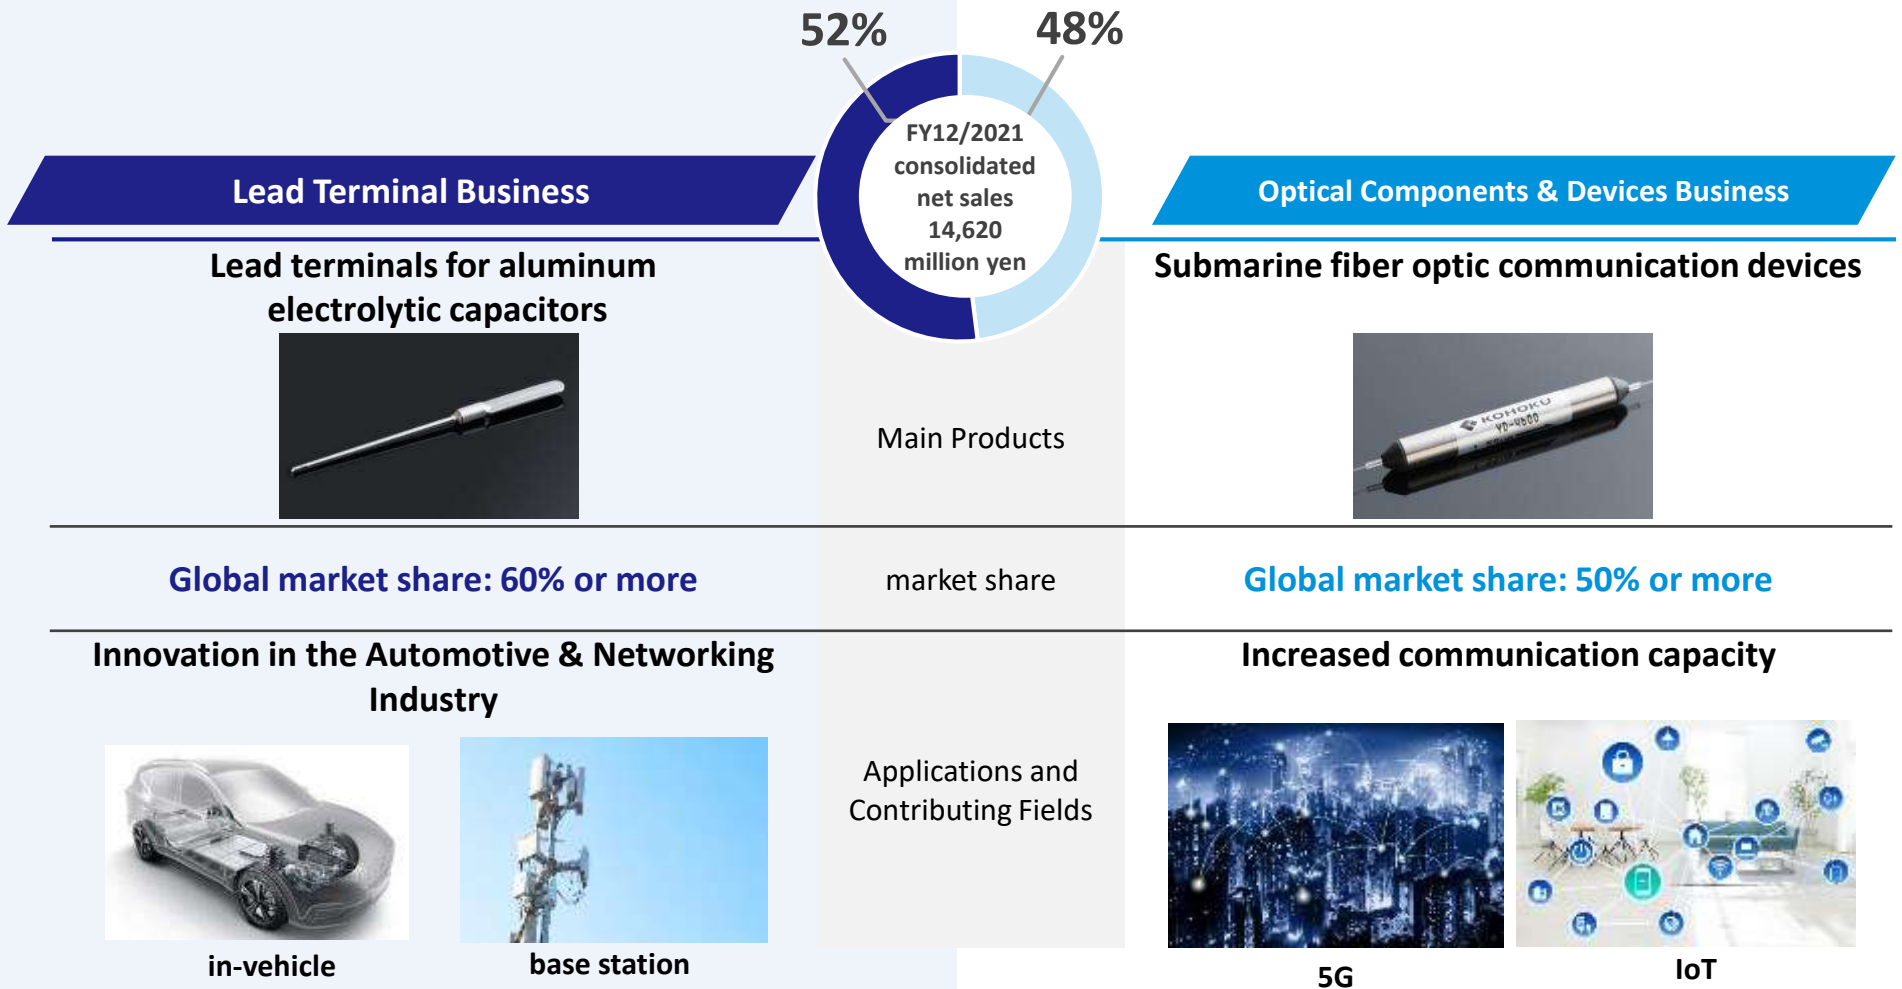 52%
48%
FY12/2021
consolidated
net sales
14,620
million yen
Lead Terminal Business
Optical Components & Devices Business
Lead terminals for aluminum
electrolytic capacitors
Submarine fiber optic communication devices
KOHOKU
YD-4600
Main Products
Global market share: 60% or more
market share
Global market share: 50% or more
Innovation in the Automotive & Networking
Industry
Increased communication capacity
Applications and
Contributing Fields
in-vehicle
base station
5G
IoT